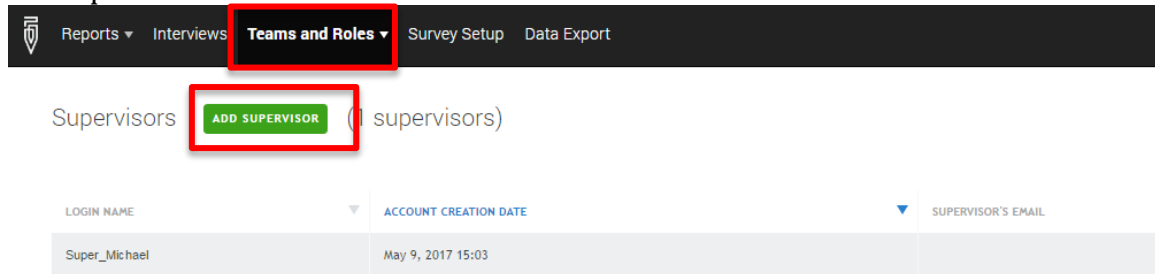 Reports ▾ Interviews Teams and Roles ▾ Survey Setup Data Export
Supervisors ADD SUPERVISOR (1 supervisors)
LOGIN NAME ACCOUNT CREATION DATE SUPERVISOR'S EMAIL
Super_Michael May 9, 2017 15:03